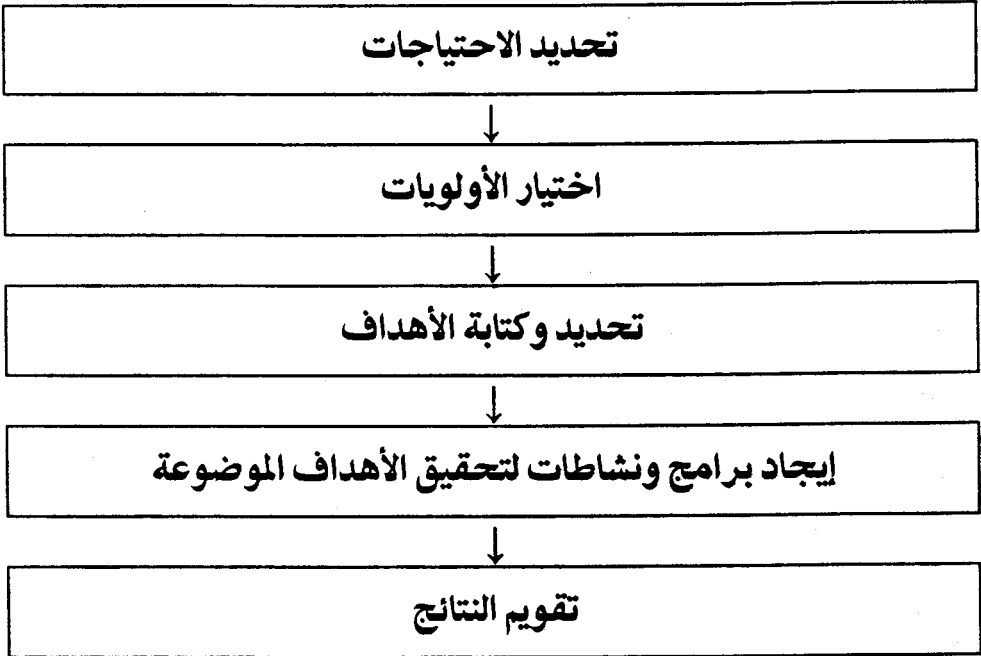 تحديد الاحتياجات
اختيار الأولويات
تحديد وكتابة الأهداف
إيجاد برامج ونشاطات لتحقيق الأهداف الموضوعة
تقويم النتائج